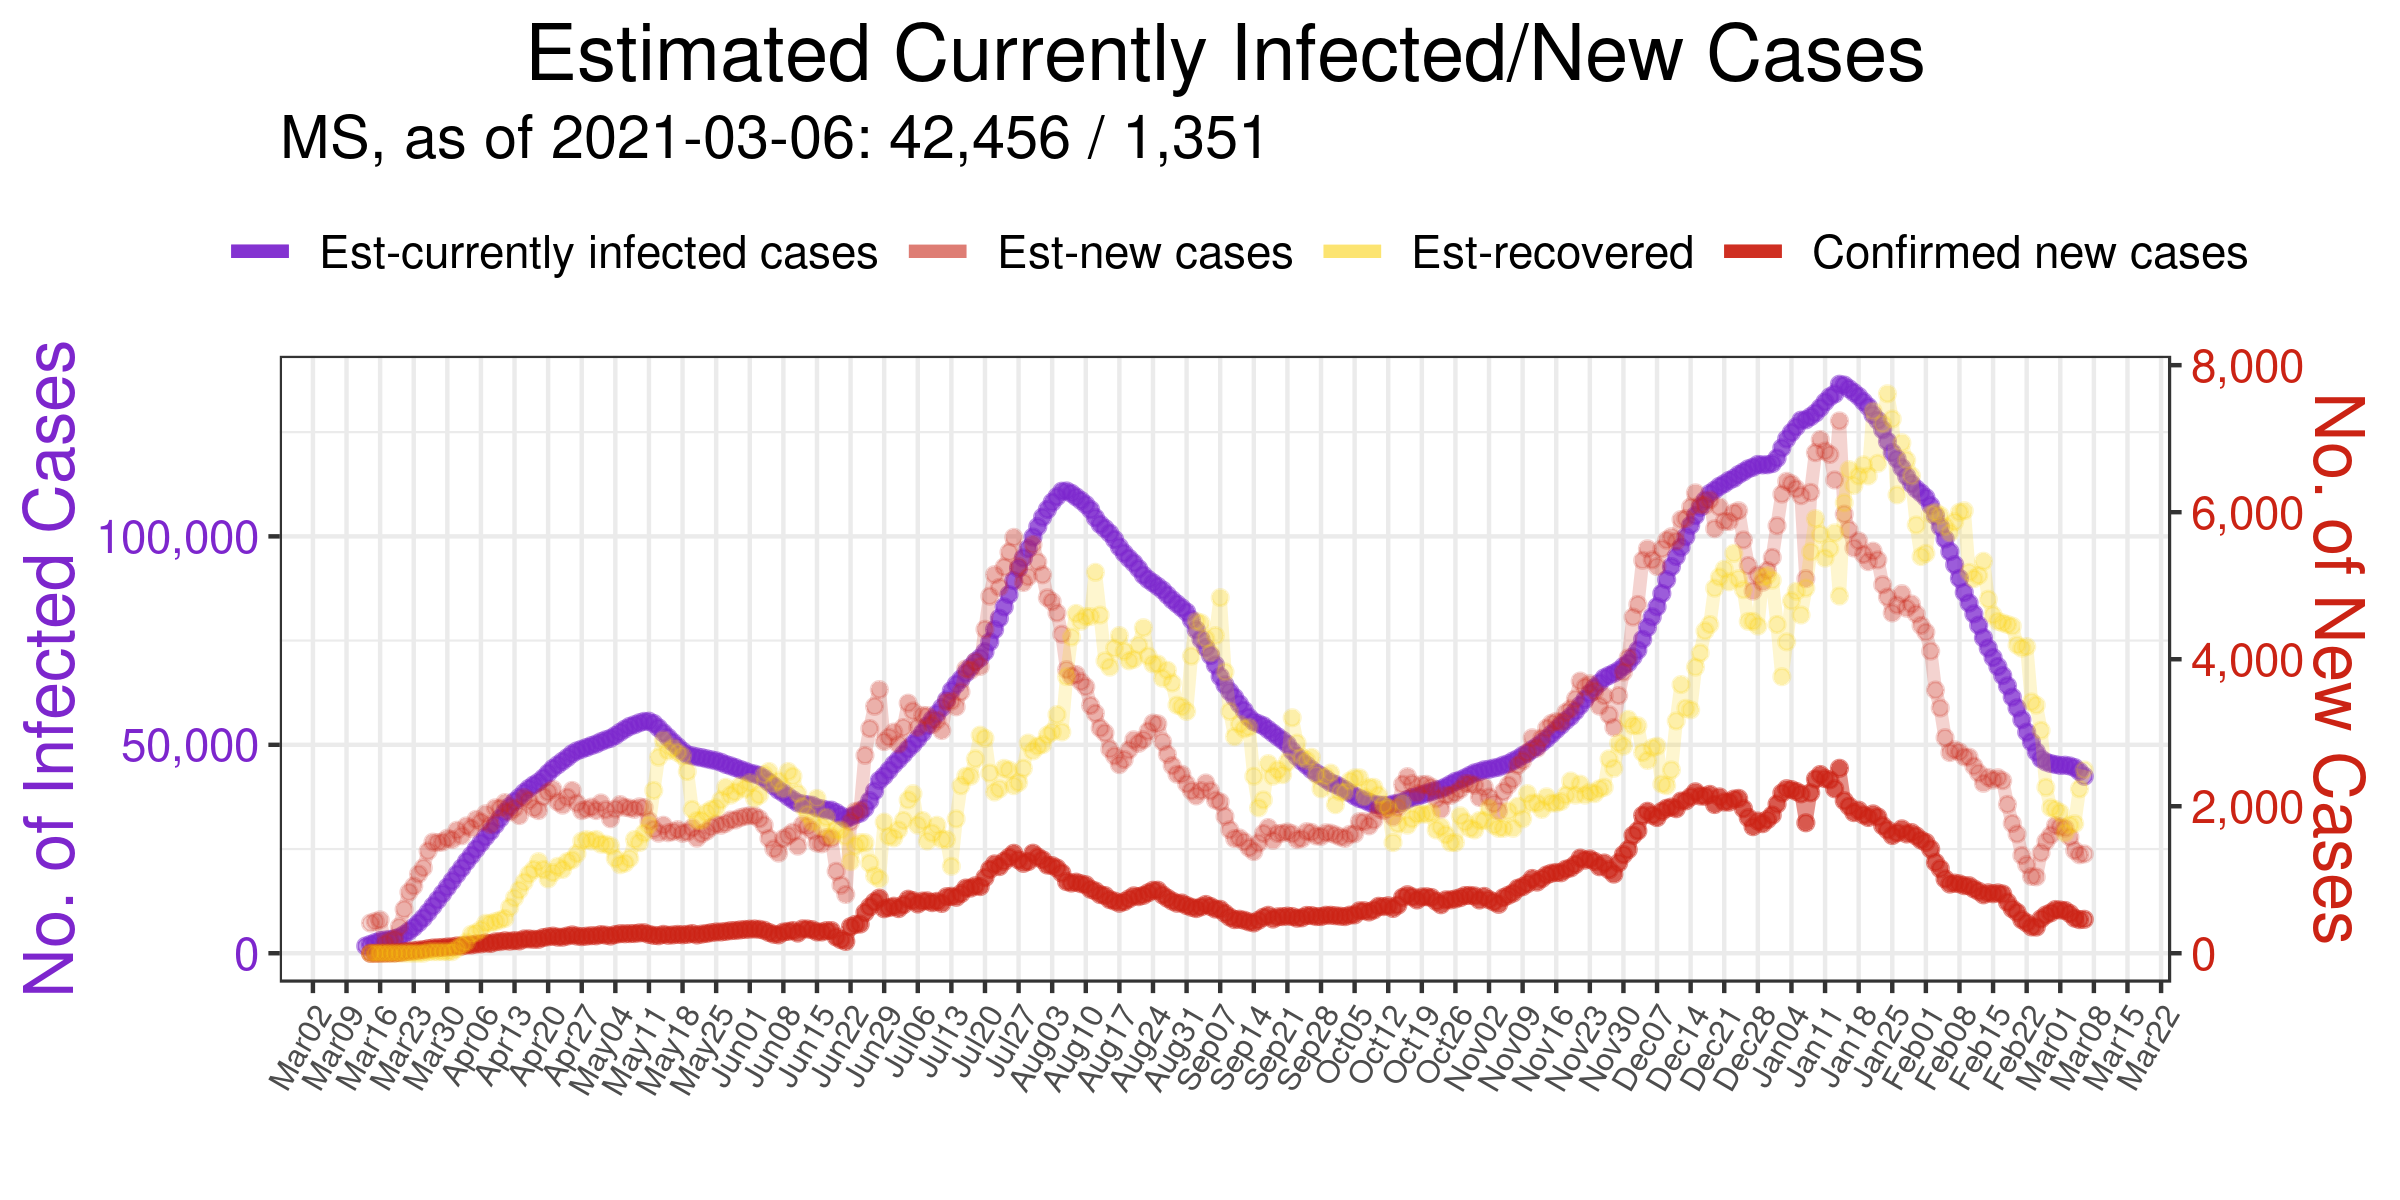 Estimated Currently Infected/New Cases
MS, as of 2021-03-06: 42,456 / 1,351
Est-currently infected cases
Est-new cases
Est-recovered
Confirmed new cases
No. of Infected Cases
100,000
50,000
0
8,000
6,000
4,000
2,000
0
No. of New Cases
Mar02
Mar09
Mar16
Mar23
Mar30
Apr06
Apr13
Apr20
Apr27
May04
May11
May18
May25
Jun01
Jun08
Jun15
Jun22
Jun29
Jul06
Jul13
Jul20
Jul27
Aug03
Aug10
Aug17
Aug24
Aug31
Sep07
Sep14
Sep21
Sep28
Oct05
Oct12
Oct19
Oct26
Nov02
Nov09
Nov16
Nov23
Nov30
Dec07
Dec14
Dec21
Dec28
Jan04
Jan11
Jan18
Jan25
Feb01
Feb08
Feb15
Feb22
Mar01
Mar08
Mar15
Mar22